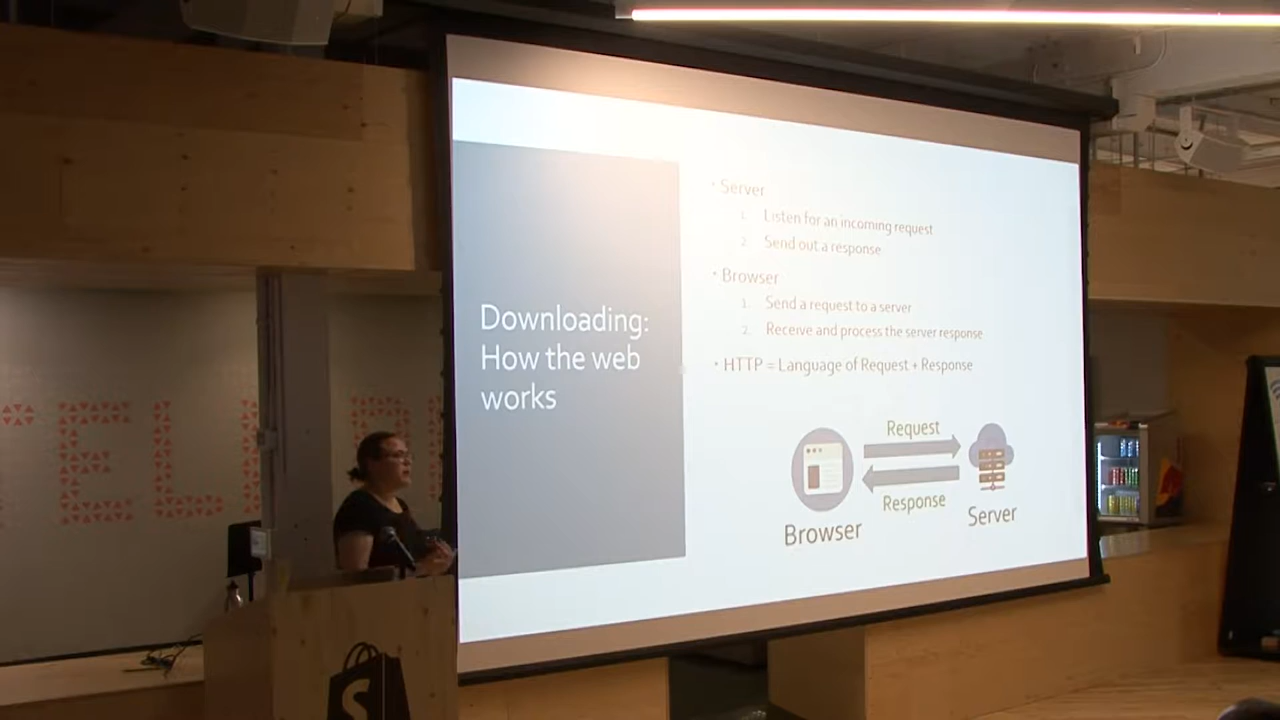 Downloading:
How the web
works
• Server
1. Listen for an incoming request
2. Send out a response
• Browser
1. Send a request to a server
2. Receive and process the server response
• HTTP = Language of Request + Response
Request
Response
Browser
Server